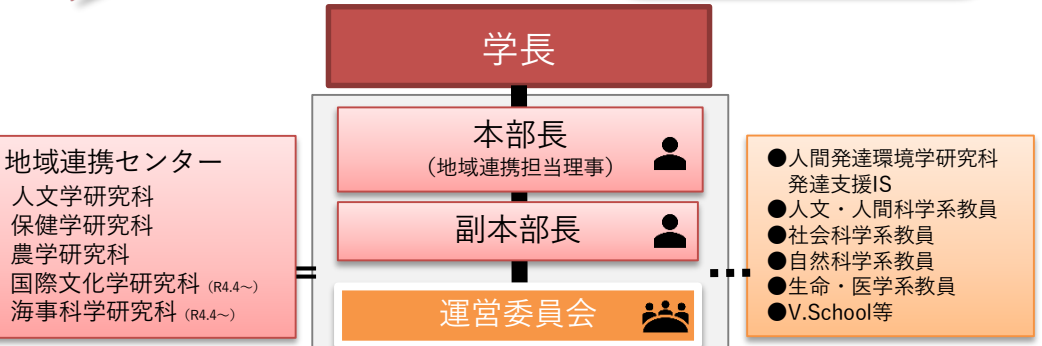 学長
本部長
（地域連携担当理事）
副本部長
運営委員会
地域連携センター
人文学研究科
保健学研究科
農学研究科
国際文化学研究科（R4.4～）
海事科学研究科（R4.4～）
=
…
●人間発達環境学研究科
発達支援IS
●人文・人間科学系教員
●社会科学系教員
●自然科学系教員
●生命・医学系教員
●V.School等